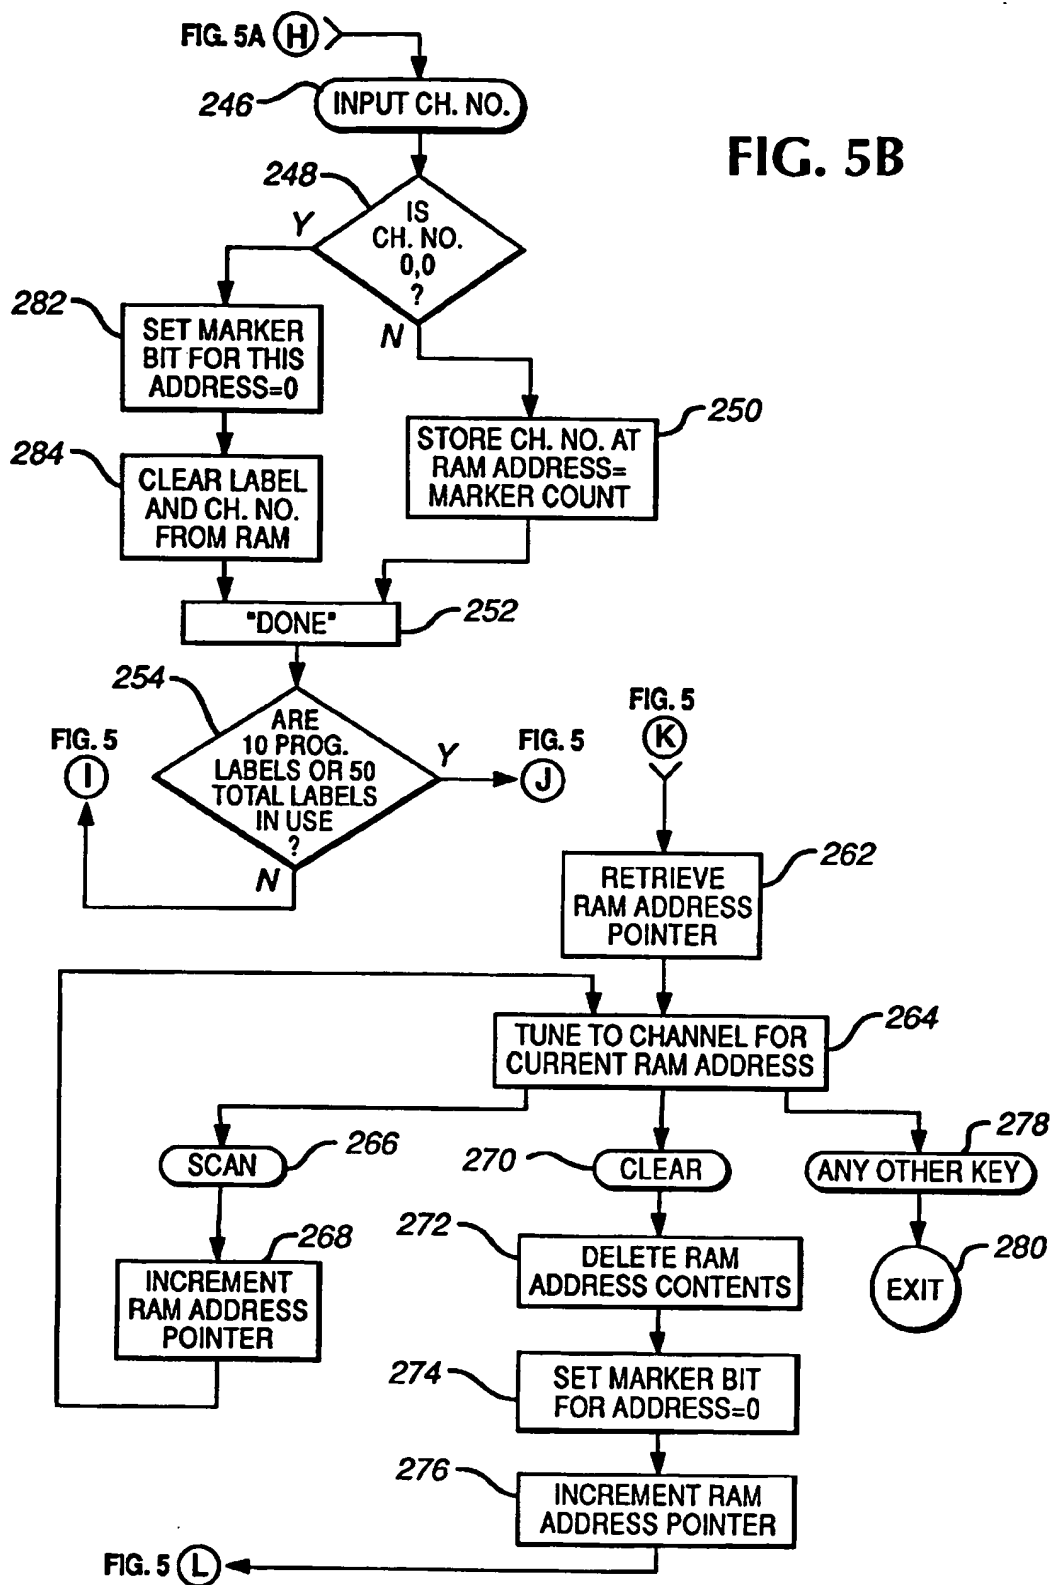 FIG. 5A H
246
INPUT CH. NO.
FIG. 5B
248
IS
CH. NO.
0,0
?
Y
N
282
SET MARKER
BIT FOR THIS
ADDRESS=0
250
STORE CH. NO. AT
RAM ADDRESS=
MARKER COUNT
284
CLEAR LABEL
AND CH. NO.
FROM RAM
"DONE"
252
254
ARE
10 PROG.
LABELS OR 50
TOTAL LABELS
IN USE
?
Y
N
FIG. 5
I
FIG. 5
J
FIG. 5
K
262
RETRIEVE
RAM ADDRESS
POINTER
264
TUNE TO CHANNEL FOR
CURRENT RAM ADDRESS
266
SCAN
268
INCREMENT
RAM ADDRESS
POINTER
270
CLEAR
272
DELETE RAM
ADDRESS CONTENTS
274
SET MARKER BIT
FOR ADDRESS=0
276
INCREMENT RAM
ADDRESS POINTER
278
ANY OTHER KEY
280
EXIT
FIG. 5 L